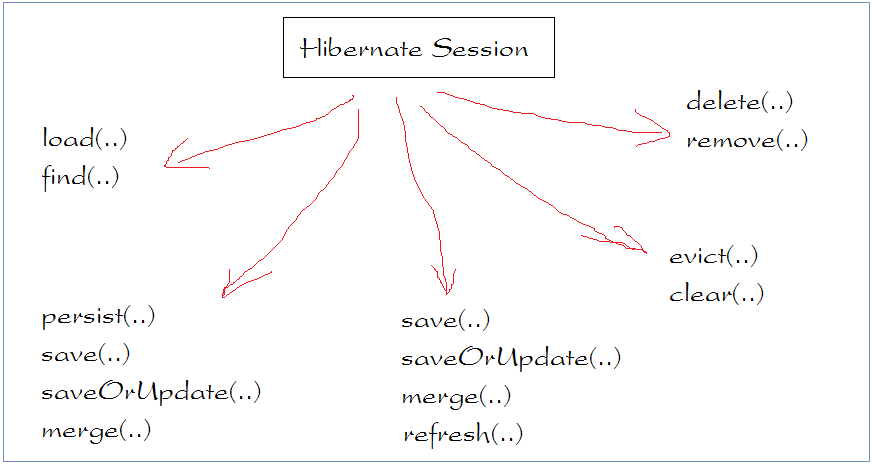 Hibernate Session
load(..)
find(..)
persist(..)
save(..)
saveOrUpdate(..)
merge(..)
save(..)
saveOrUpdate(..)
merge(..)
refresh(..)
evict(..)
clear(..)
delete(..)
remove(..)